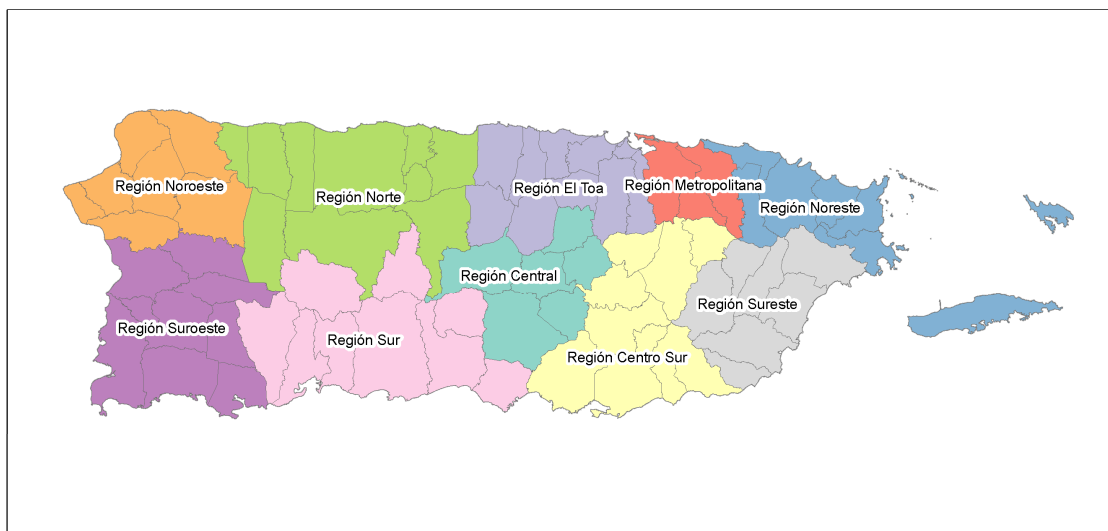 Región Noroeste
Región Norte
Región El Toa
Región Metropolitana
Región Noreste
Región Central
Región Sureste
Región Suroeste
Región Sur
Región Centro Sur